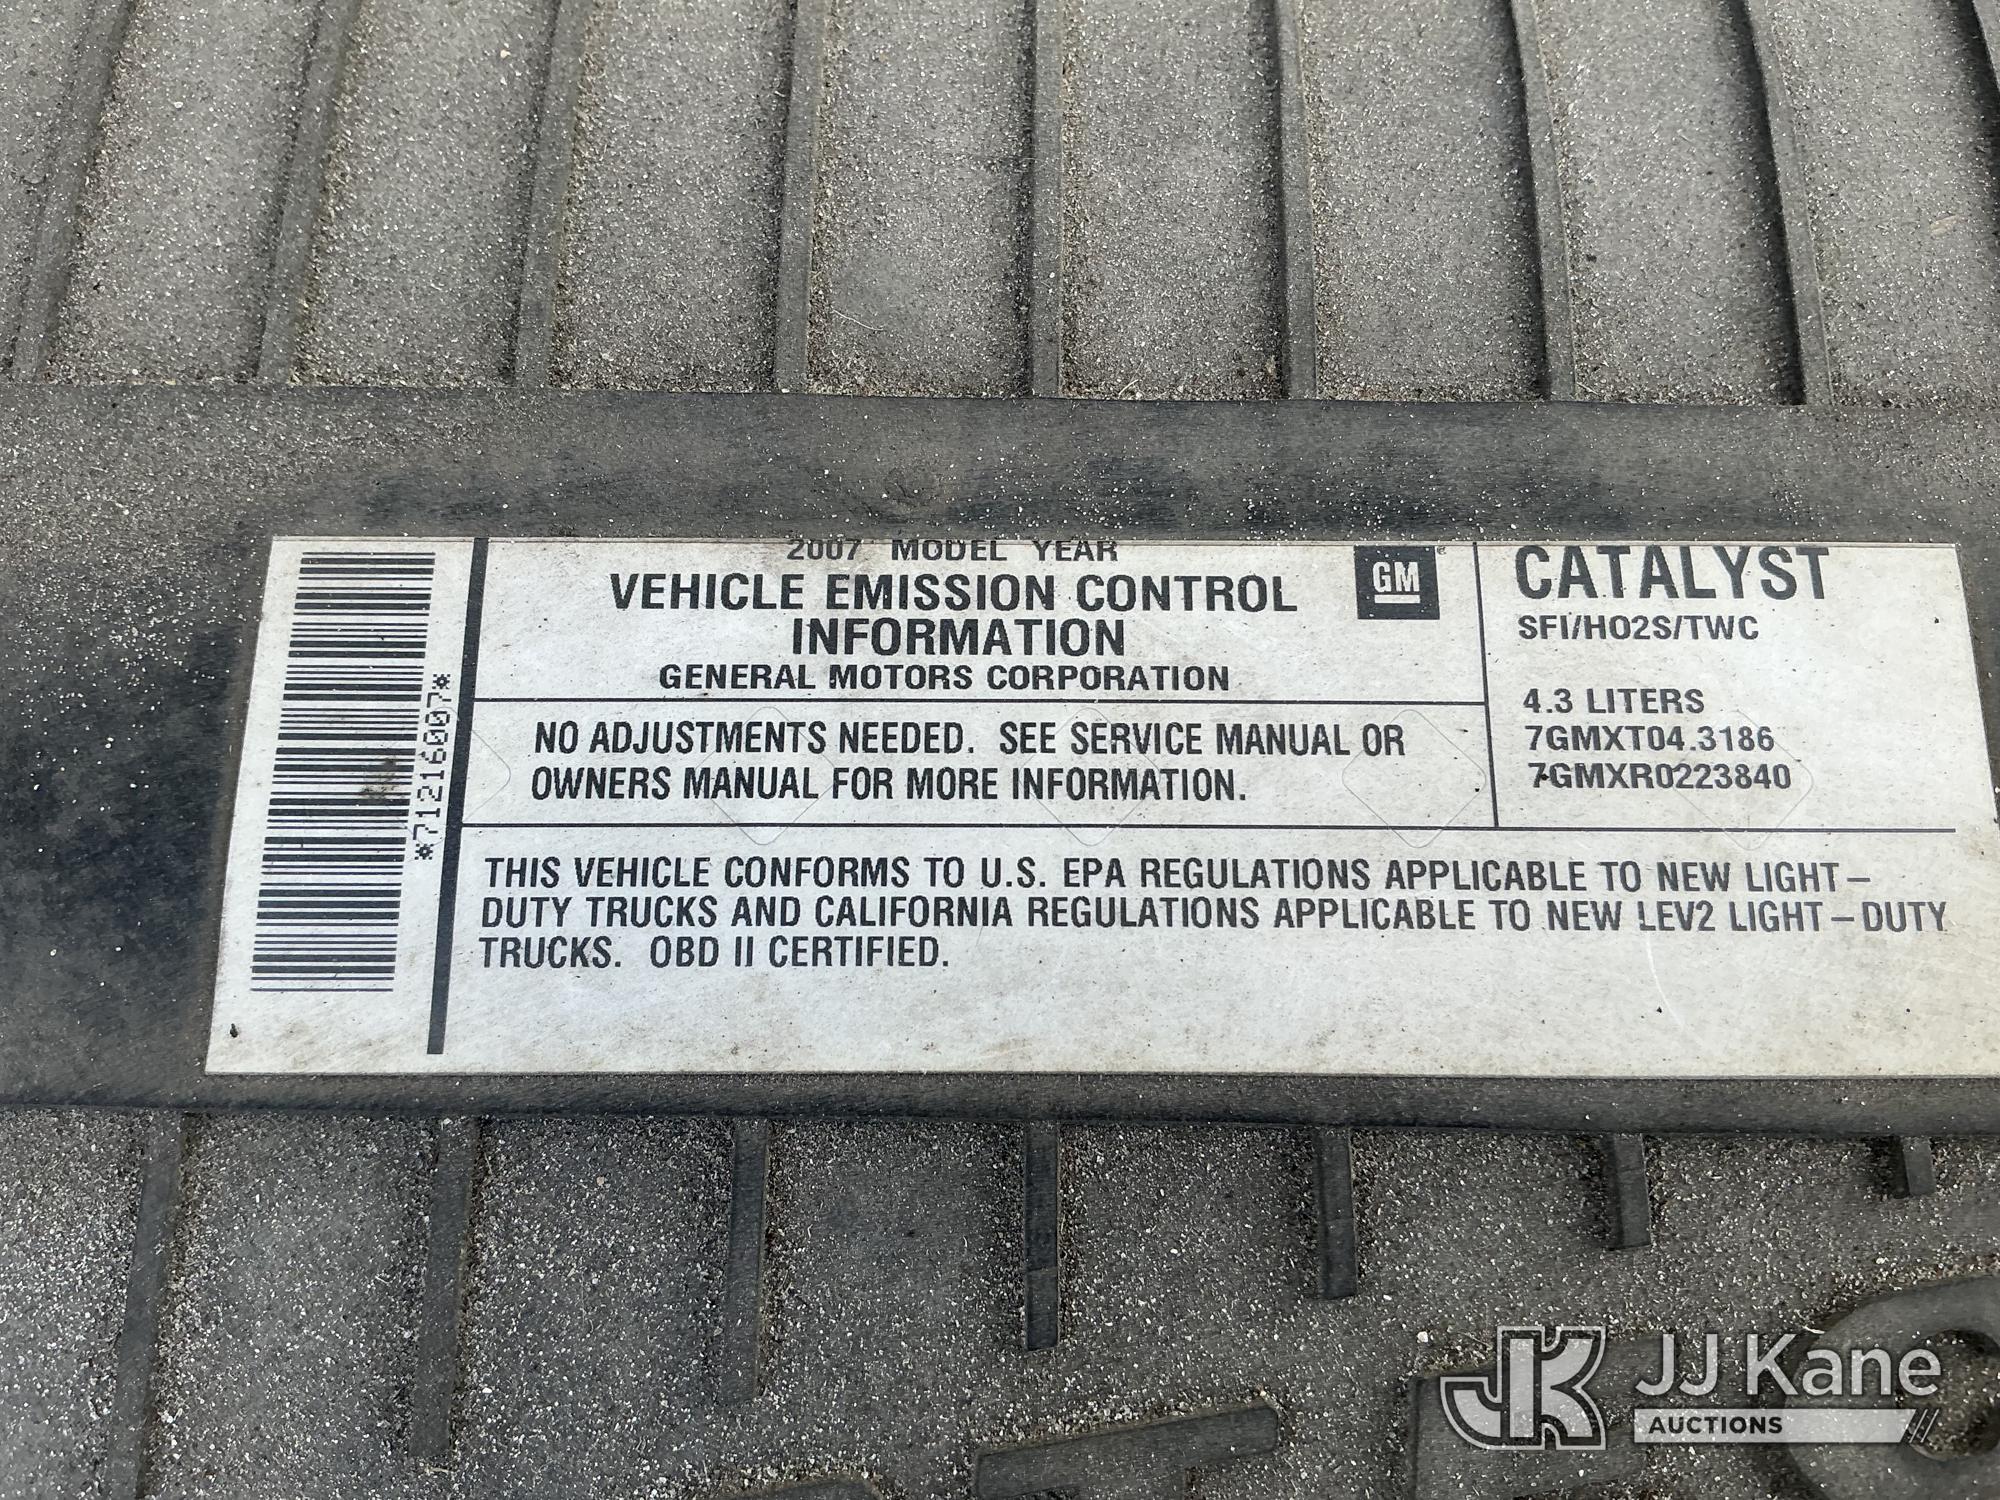 2007 MODEL YEAR
VEHICLE EMISSION CONTROL
INFORMATION
GENERAL MOTORS CORPORATION
GM
CATALYST
SFI/HO2S/TWC
4.3 LITERS
7GMXT04.3186
7GMXR0223840
NO ADJUSTMENTS NEEDED. SEE SERVICE MANUAL OR
OWNERS MANUAL FOR MORE INFORMATION.
THIS VEHICLE CONFORMS TO U.S. EPA REGULATIONS APPLICABLE TO NEW LIGHT-
DUTY TRUCKS AND CALIFORNIA REGULATIONS APPLICABLE TO NEW LEV2 LIGHT-DUTY
TRUCKS. OBD II CERTIFIED.
*71216007*
JK JJ Kane
AUCTIONS